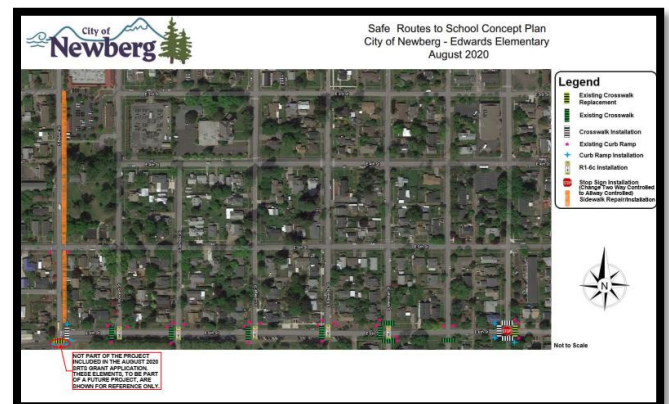 City of
Newberg
Safe Routes to School Concept Plan
City of Newberg - Edwards Elementary
August 2020
Legend
Existing Crosswalk
Replacement
Existing Crosswalk
Crosswalk Installation
Existing Curb Ramp
Curb Ramp Installation
R1-6c Installation
STOP
Stop Sign Installation
(Change Two Way Controlled
to Allway Controlled)
Sidewalk Repair/Installation
N
Not to Scale
STOP
NOT PART OF THE PROJECT
INCLUDED IN THE AUGUST 2020
SRTS GRANT APPLICATION.
THESE ELEMENTS, TO BE PART
OF A FUTURE PROJECT, ARE
SHOWN FOR REFERENCE ONLY.